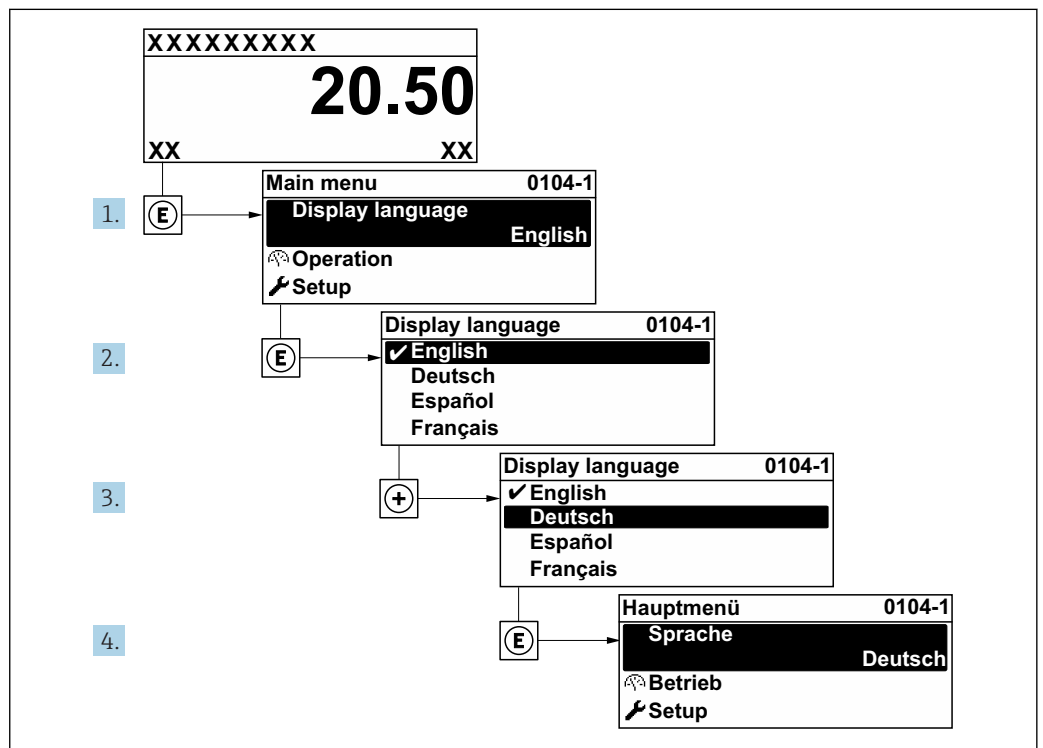 XXXXXXXXX
20.50
XX XX
1. E
Main menu 0104-1
Display language
English
Operation
Setup
2. E
Display language 0104-1
✔English
Deutsch
Español
Français
3. +
Display language 0104-1
✔English
Deutsch
Español
Français
4. E
Hauptmenü 0104-1
Sprache
Deutsch
Betrieb
Setup